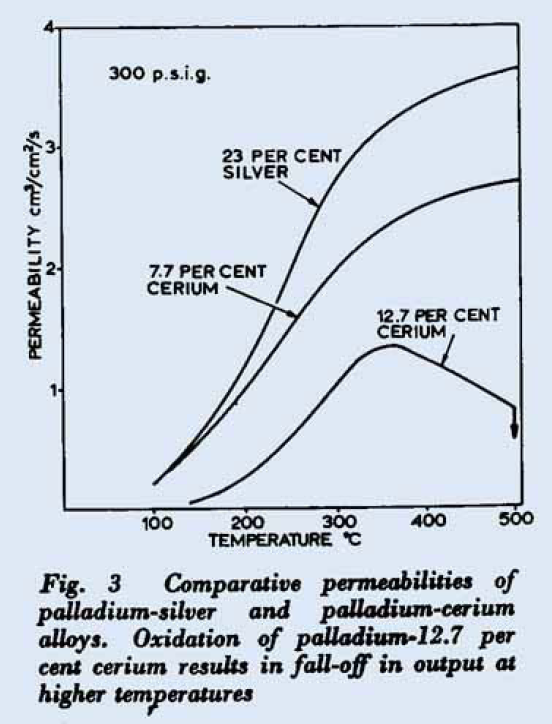 4
300 p.s.i.g.
3
23 PER CENT
SILVER
PERMEABILITY cm³/cm²/s
2
7.7 PER CENT
CERIUM
12.7 PER CENT
CERIUM
1
100 200 300 400 500
TEMPERATURE °C
Fig. 3 Comparative permeabilities of
palladium-silver and palladium-cerium
alloys. Oxidation of palladium-12.7 per
cent cerium results in fall-off in output at
higher temperatures